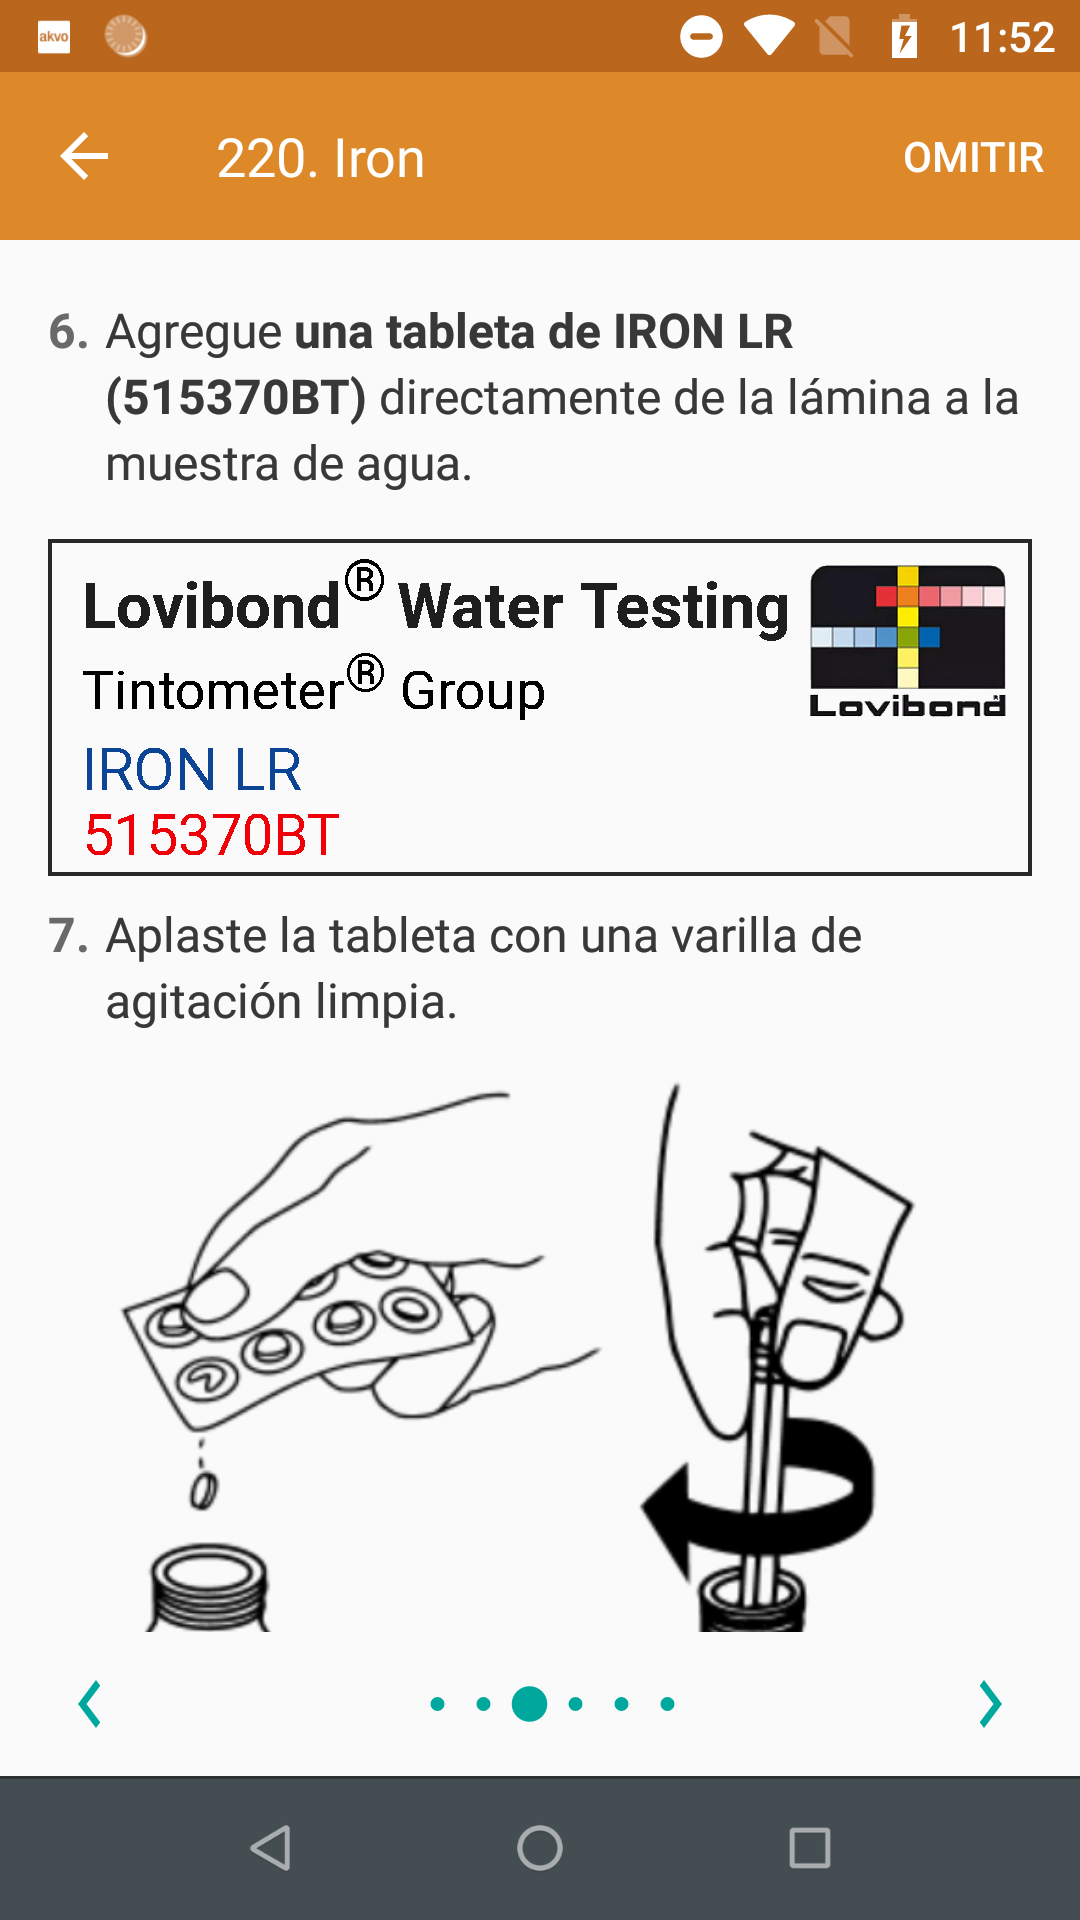 akvo
11:52
220. Iron
OMITIR
6. Agregue una tableta de IRON LR
(515370BT) directamente de la lámina a la
muestra de agua.
Lovibond® Water Testing
Tintometer® Group
Lovibond
IRON LR
515370BT
7. Aplaste la tableta con una varilla de
agitación limpia.